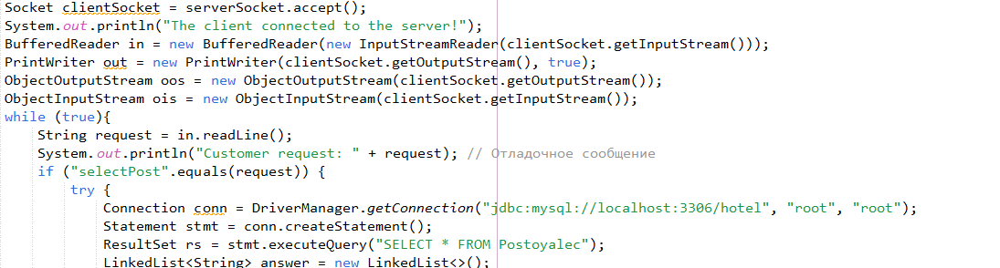 Socket clientSocket = serverSocket.accept();
System.out.println("The client connected to the server!");
BufferedReader in = new BufferedReader(new InputStreamReader(clientSocket.getInputStream()));
PrintWriter out = new PrintWriter(clientSocket.getOutputStream(), true);
ObjectOutputStream oos = new ObjectOutputStream(clientSocket.getOutputStream());
ObjectInputStream ois = new ObjectInputStream(clientSocket.getInputStream());
while (true){
    String request = in.readLine();
    System.out.println("Customer request: " + request); // Отладочное сообщение
    if ("selectPost".equals(request)) {
        try {
            Connection conn = DriverManager.getConnection("jdbc:mysql://localhost:3306/hotel", "root", "root");
            Statement stmt = conn.createStatement();
            ResultSet rs = stmt.executeQuery("SELECT * FROM Postoyalec");
            LinkedList<String> answer = new LinkedList<>();